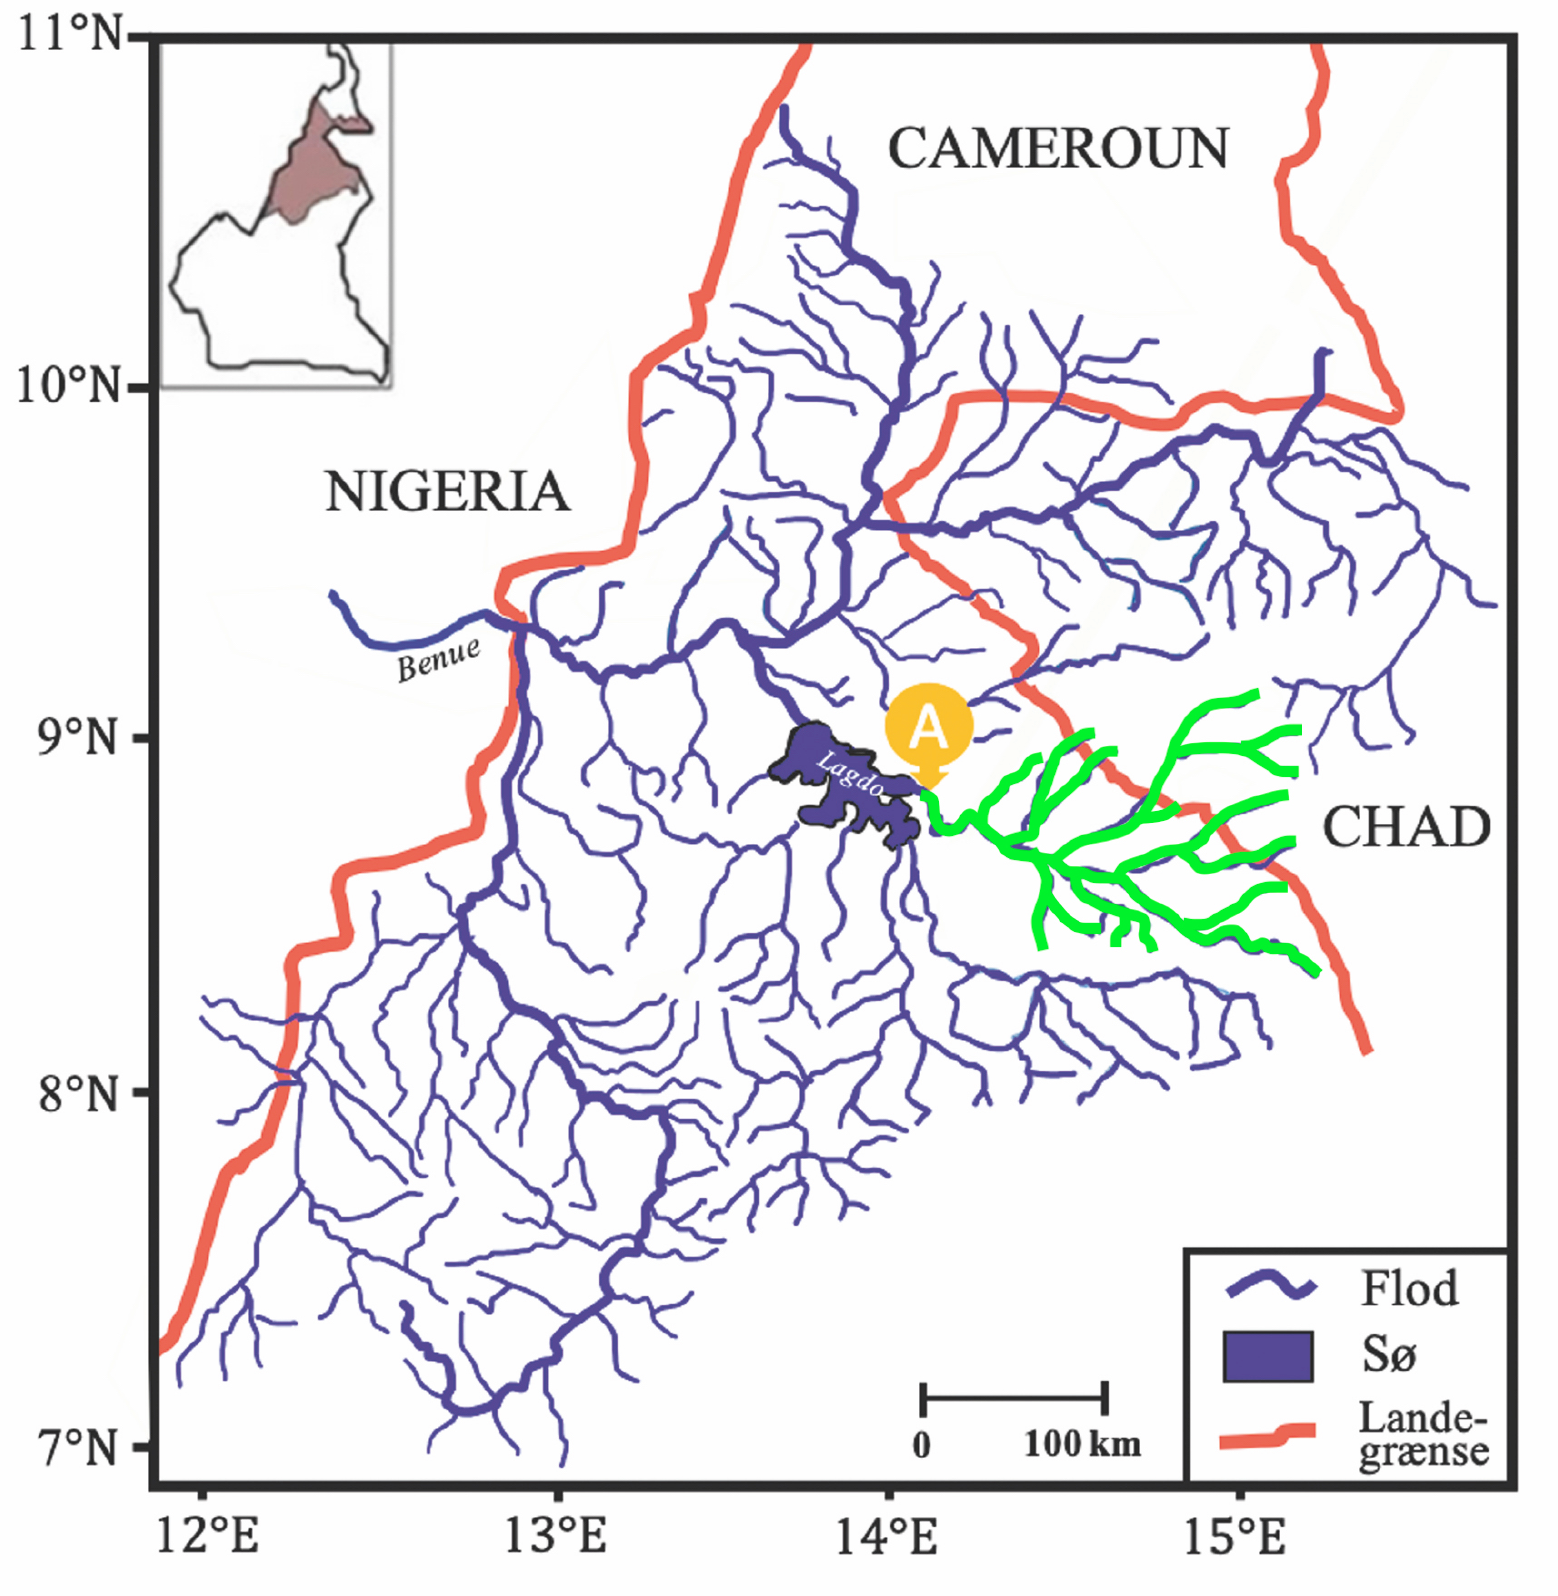 11°N
CAMEROUN
10°N
NIGERIA
Benue
9°N
A
Lagdo
CHAD
8°N
Flod
Sø
Lande-
grænse
0 100 km
7°N
12°E 13°E 14°E 15°E